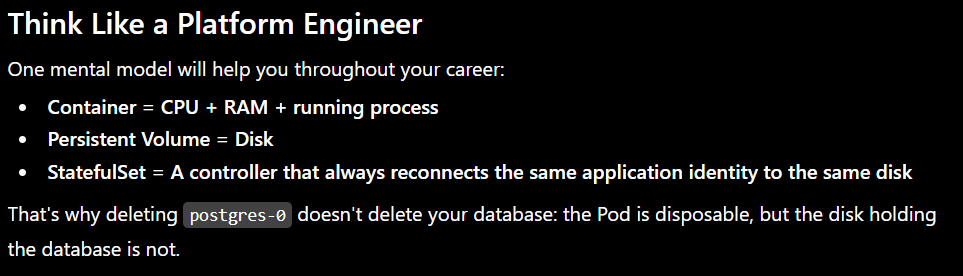 Think Like a Platform Engineer
One mental model will help you throughout your career:
• Container = CPU + RAM + running process
• Persistent Volume = Disk
• StatefulSet = A controller that always reconnects the same application identity to the same disk
That's why deleting postgres-0 doesn't delete your database: the Pod is disposable, but the disk holding
the database is not.